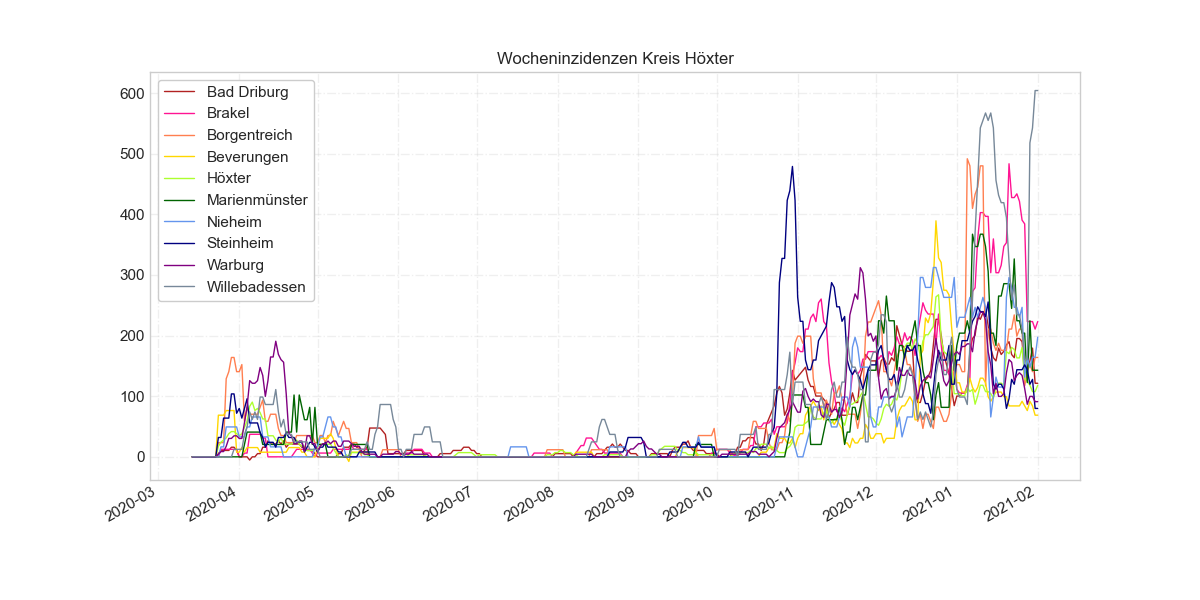 Wocheninzidenzen Kreis Höxter
600
500
400
300
200
100
0
Bad Driburg
Brakel
Borgentreich
Beverungen
Höxter
Marienmünster
Nieheim
Steinheim
Warburg
Willebadessen
2020-03
2020-04
2020-05
2020-06
2020-07
2020-08
2020-09
2020-10
2020-11
2020-12
2021-01
2021-02